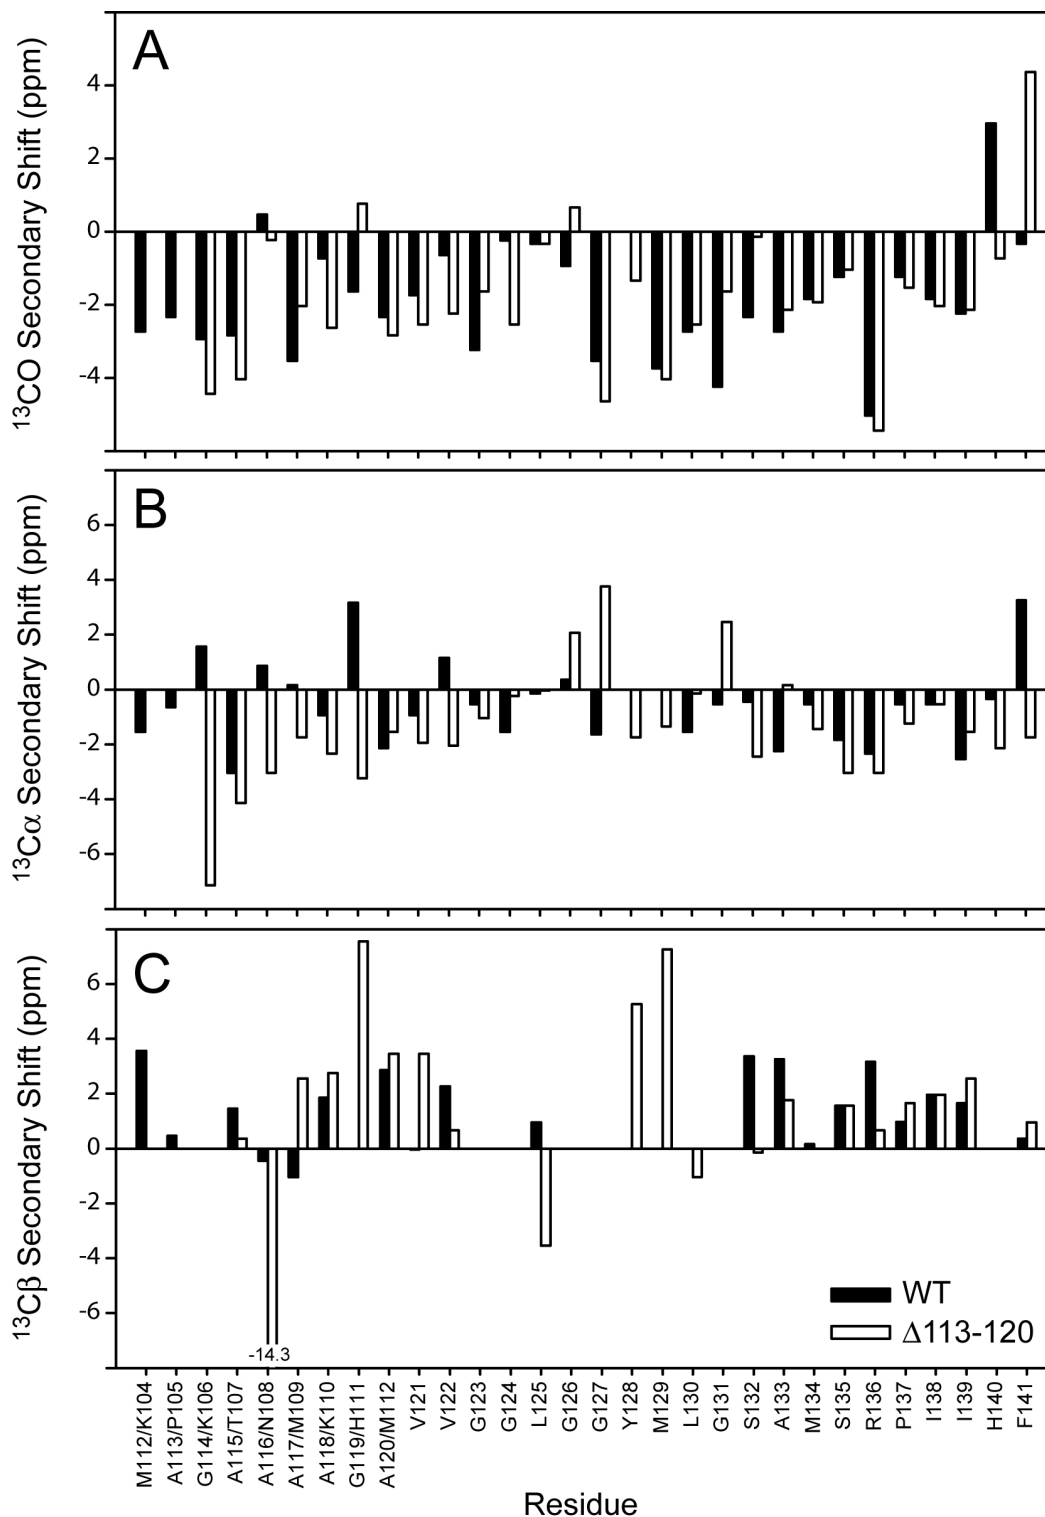 A
¹³CO Secondary Shift (ppm)
4
2
0
-2
-4
B
¹³Cα Secondary Shift (ppm)
6
4
2
0
-2
-4
-6
C
¹³Cβ Secondary Shift (ppm)
6
4
2
0
-2
-4
-6
-14.3
WT
Δ113-120
M112/K104
A113/P105
G114/K106
A115/T107
A116/N108
A117/M109
A118/K110
G119/H111
A120/M112
V121
V122
G123
G124
L125
G126
G127
Y128
M129
L130
G131
S132
A133
M134
S135
R136
P137
I138
I139
H140
F141
Residue